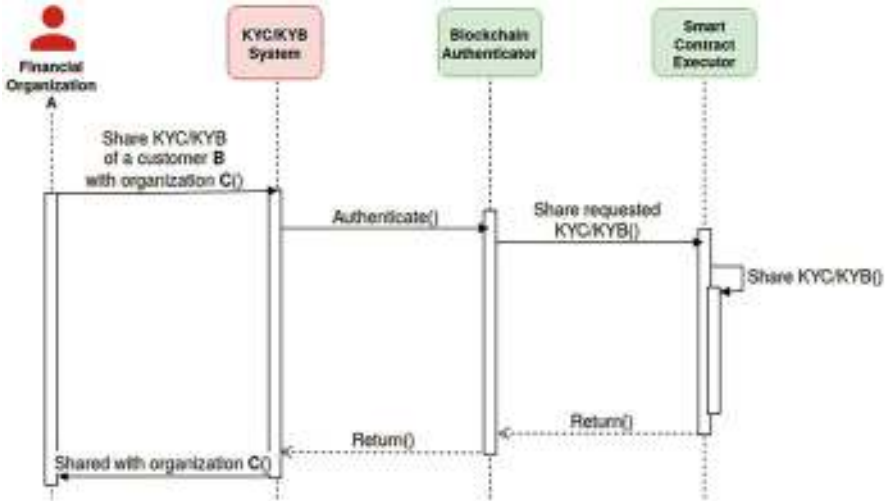 Financial
Organization
A
KYC/KYB
System
Blockchain
Authenticator
Smart
Contract
Executor
Share KYC/KYB
of a customer B
with organization C()
Authenticate()
Share requested
KYC/KYB()
Share KYC/KYB()
Return()
Return()
Shared with organization C()